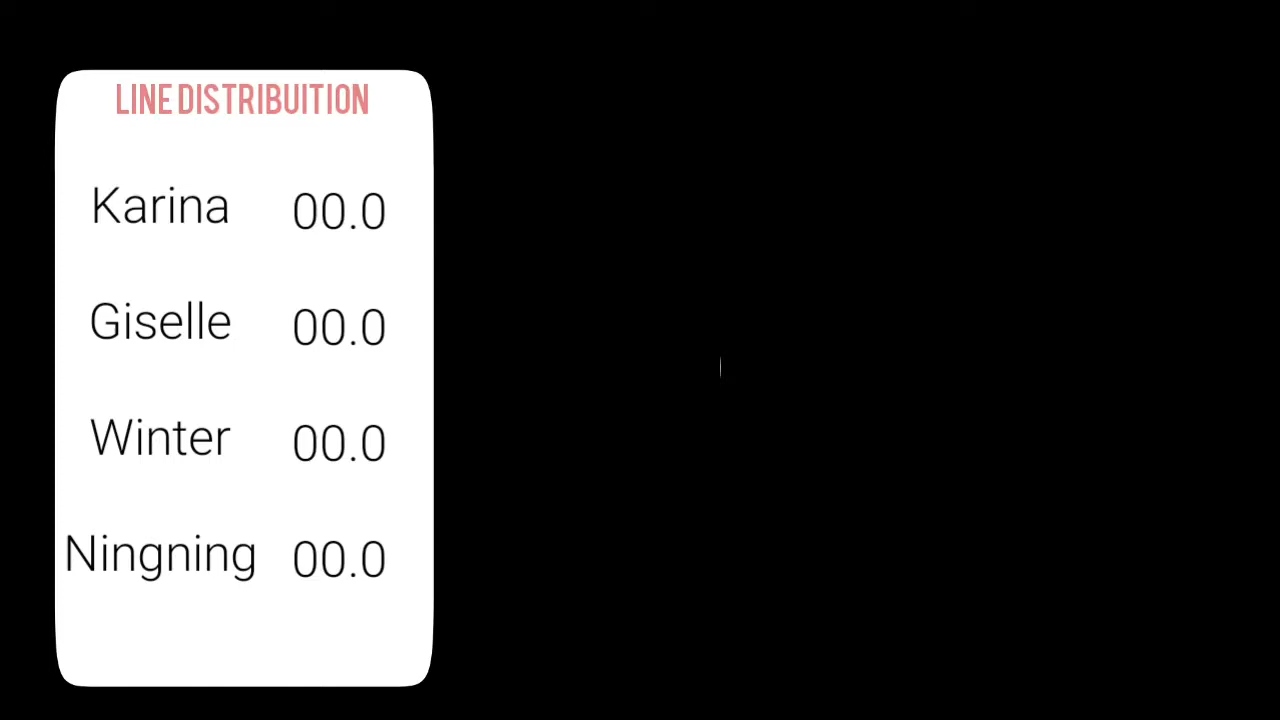 LINE DISTRIBUITION
Karina 00.0
Giselle 00.0
Winter 00.0
Ningning 00.0